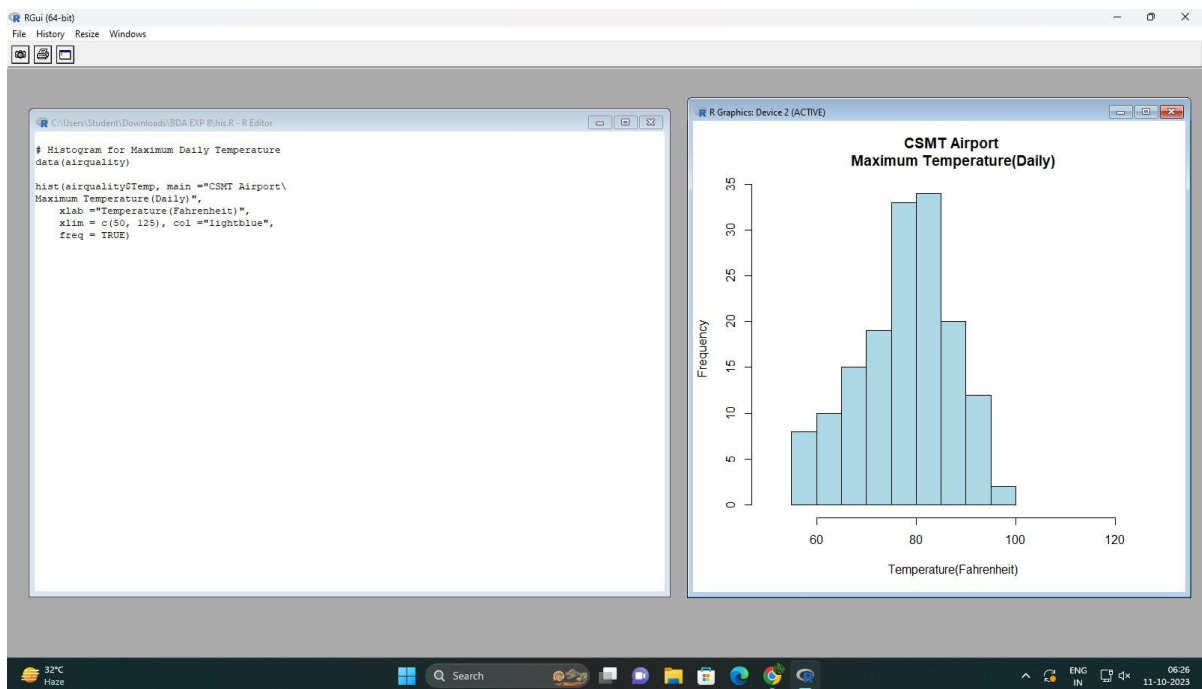 RGui (64-bit)
File History Resize Windows
C:\Users\Student\Downloads\BDA EXP 8\his.R - R Editor
# Histogram for Maximum Daily Temperature
data(airquality)
hist(airquality$Temp, main ="CSMT Airport\
Maximum Temperature(Daily)",
xlab ="Temperature(Fahrenheit)",
xlim = c(50, 125), col ="lightblue",
freq = TRUE)
R Graphics: Device 2 (ACTIVE)
CSMT Airport
Maximum Temperature(Daily)
35
30
25
20
15
10
5
0
Frequency
60 80 100 120
Temperature(Fahrenheit)
32°C
Haze
Search
ENG
IN
06:26
11-10-2023